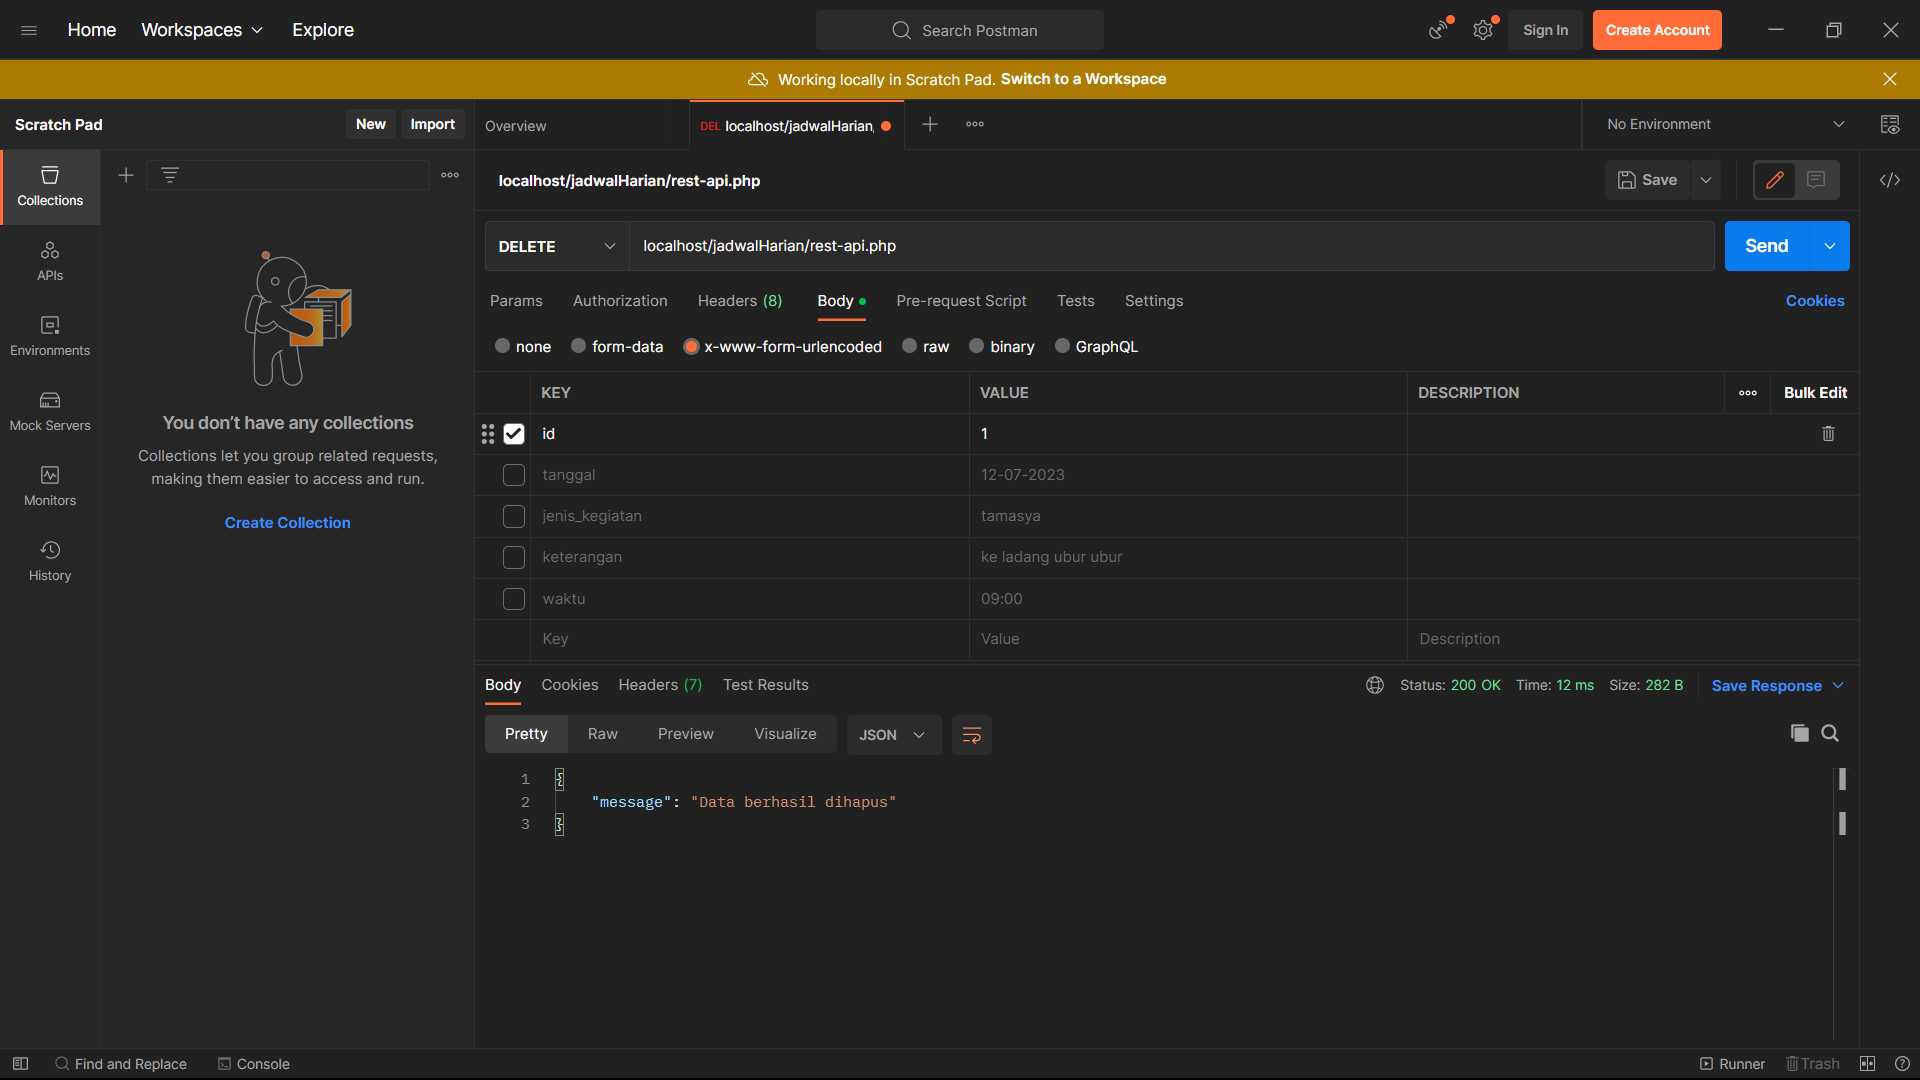 Home Workspaces Explore Search Postman Sign In Create Account
Working locally in Scratch Pad. Switch to a Workspace
Scratch Pad New Import Overview DEL localhost/jadwalHarian, No Environment
Collections
APIs
Environments
Mock Servers
Monitors
History
You don’t have any collections
Collections let you group related requests,
making them easier to access and run.
Create Collection
localhost/jadwalHarian/rest-api.php Save
DELETE localhost/jadwalHarian/rest-api.php Send
Params Authorization Headers (8) Body Pre-request Script Tests Settings Cookies
none form-data x-www-form-urlencoded raw binary GraphQL
KEY VALUE DESCRIPTION Bulk Edit
id 1
tanggal 12-07-2023
jenis_kegiatan tamasya
keterangan ke ladang ubur ubur
waktu 09:00
Key Value Description
Body Cookies Headers (7) Test Results Status: 200 OK Time: 12 ms Size: 282 B Save Response
Pretty Raw Preview Visualize JSON
1 {
2 "message": "Data berhasil dihapus"
3 }
Find and Replace Console Runner Trash